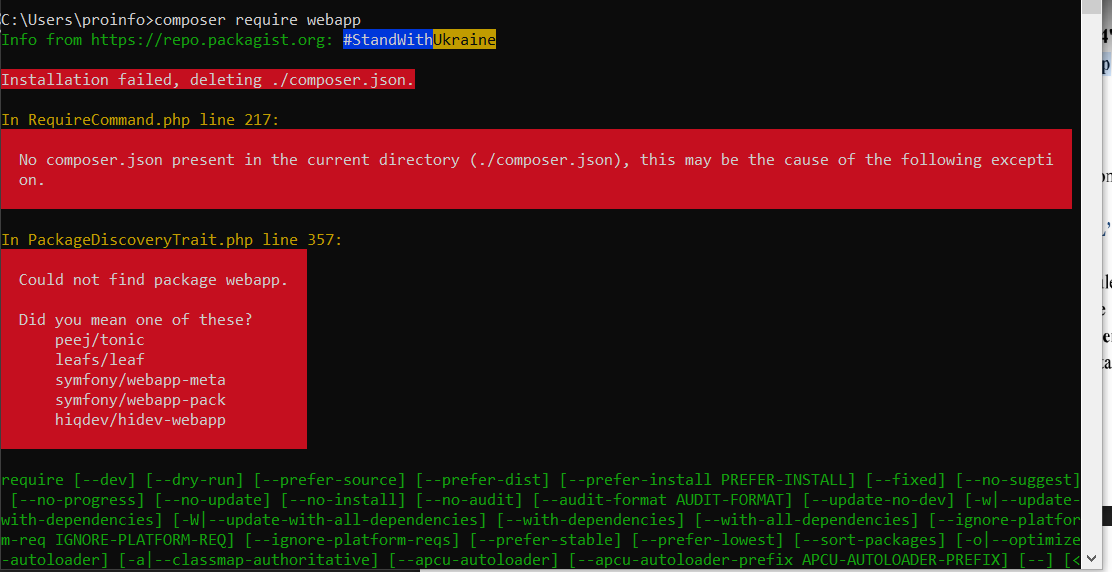 C:\Users\proinfo>composer require webapp
Info from https://repo.packagist.org: #StandWithUkraine
Installation failed, deleting ./composer.json.
In RequireCommand.php line 217:
No composer.json present in the current directory (./composer.json), this may be the cause of the following excepti
on.
In PackageDiscoveryTrait.php line 357:
Could not find package webapp.
Did you mean one of these?
peej/tonic
leafs/leaf
symfony/webapp-meta
symfony/webapp-pack
hiqdev/hidev-webapp
require [--dev] [--dry-run] [--prefer-source] [--prefer-dist] [--prefer-install PREFER-INSTALL] [--fixed] [--no-suggest]
[--no-progress] [--no-update] [--no-install] [--no-audit] [--audit-format AUDIT-FORMAT] [--update-no-dev] [-w|--update-
with-dependencies] [-W|--update-with-all-dependencies] [--with-dependencies] [--with-all-dependencies] [--ignore-platfor
m-req IGNORE-PLATFORM-REQ] [--ignore-platform-reqs] [--prefer-stable] [--prefer-lowest] [--sort-packages] [-o|--optimize
-autoloader] [-a|--classmap-authoritative] [--apcu-autoloader] [--apcu-autoloader-prefix APCU-AUTOLOADER-PREFIX] [--] [<